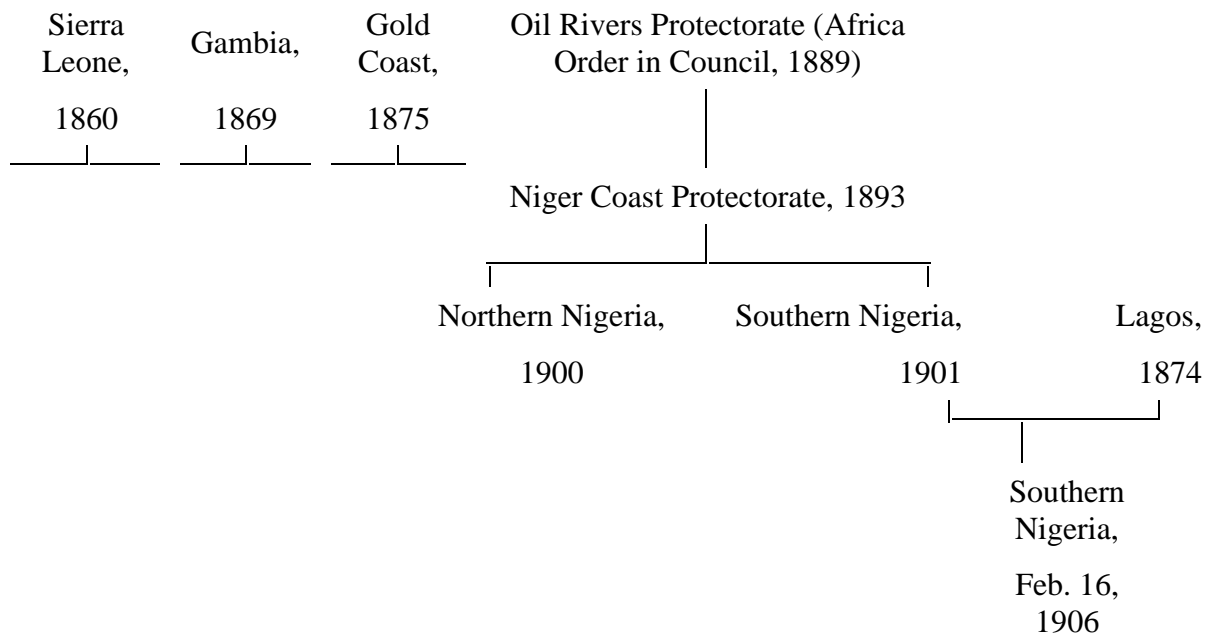 Sierra
Leone,
1860
Gambia,
1869
Gold
Coast,
1875
Oil Rivers Protectorate (Africa
Order in Council, 1889)
Niger Coast Protectorate, 1893
Northern Nigeria,
1900
Southern Nigeria,
1901
Lagos,
1874
Southern
Nigeria,
Feb. 16,
1906